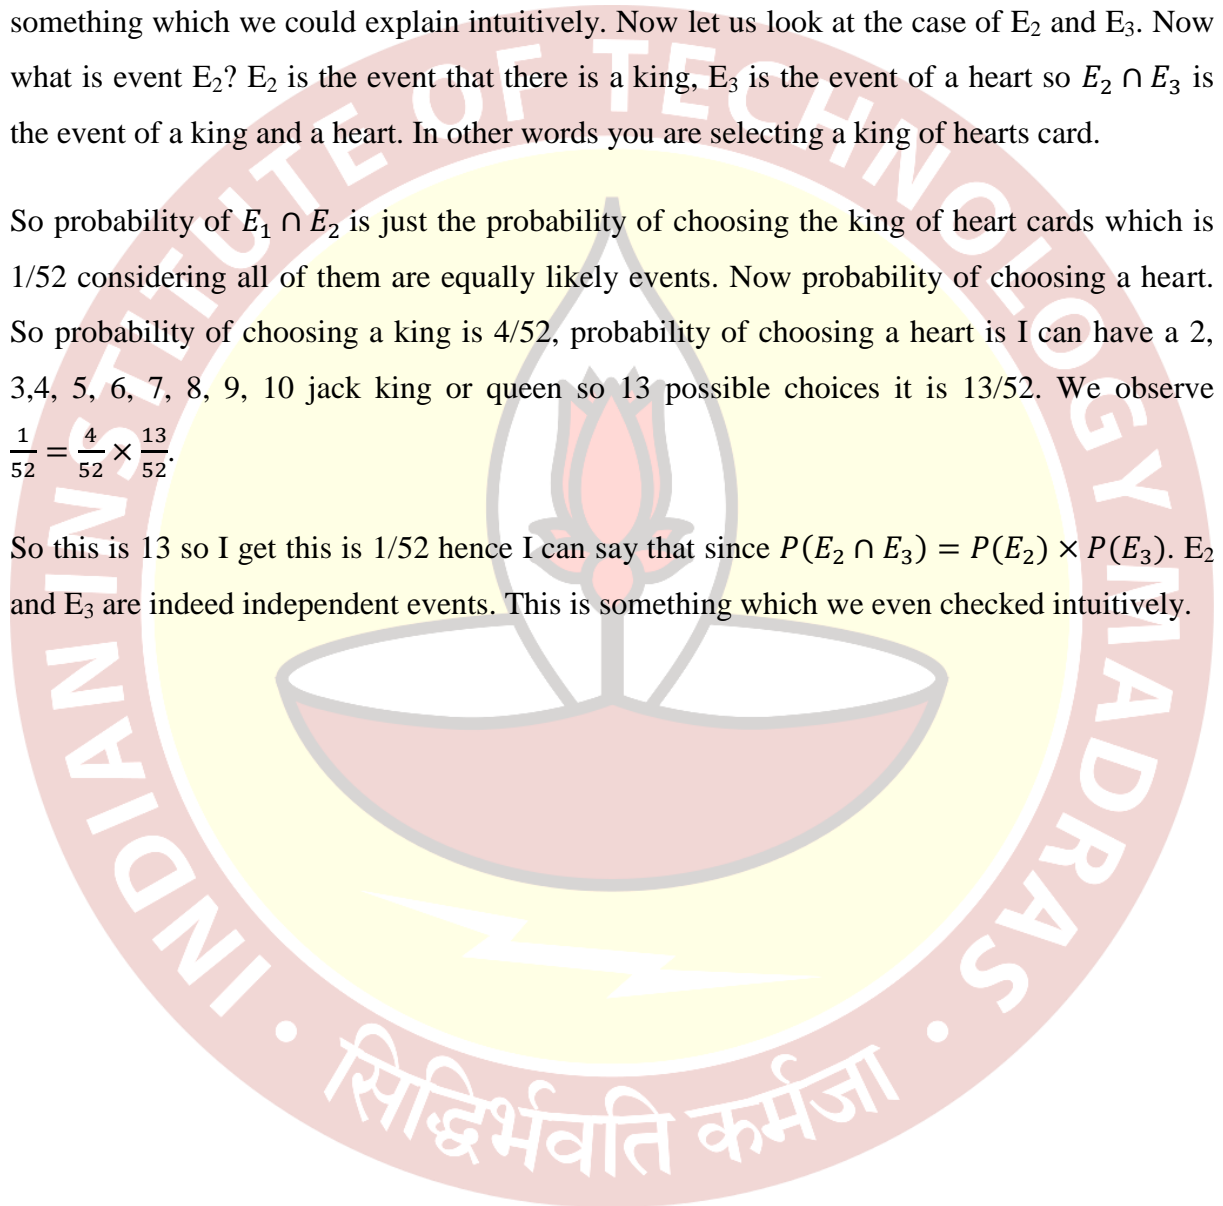 something which we could explain intuitively. Now let us look at the case of E₂ and E₃. Now
what is event E₂? E₂ is the event that there is a king, E₃ is the event of a heart so 𝐸₂ ∩ 𝐸₃ is
the event of a king and a heart. In other words you are selecting a king of hearts card.
So probability of 𝐸₁ ∩ 𝐸₂ is just the probability of choosing the king of heart cards which is
1/52 considering all of them are equally likely events. Now probability of choosing a heart.
So probability of choosing a king is 4/52, probability of choosing a heart is I can have a 2,
3,4, 5, 6, 7, 8, 9, 10 jack king or queen so 13 possible choices it is 13/52. We observe
1/52 = 4/52 × 13/52.
So this is 13 so I get this is 1/52 hence I can say that since 𝑃(𝐸₂ ∩ 𝐸₃) = 𝑃(𝐸₂) × 𝑃(𝐸₃). E₂
and E₃ are indeed independent events. This is something which we even checked intuitively.
INDIAN INSTITUTE OF TECHNOLOGY MADRAS
सिद्धिर्भवति कर्मजा